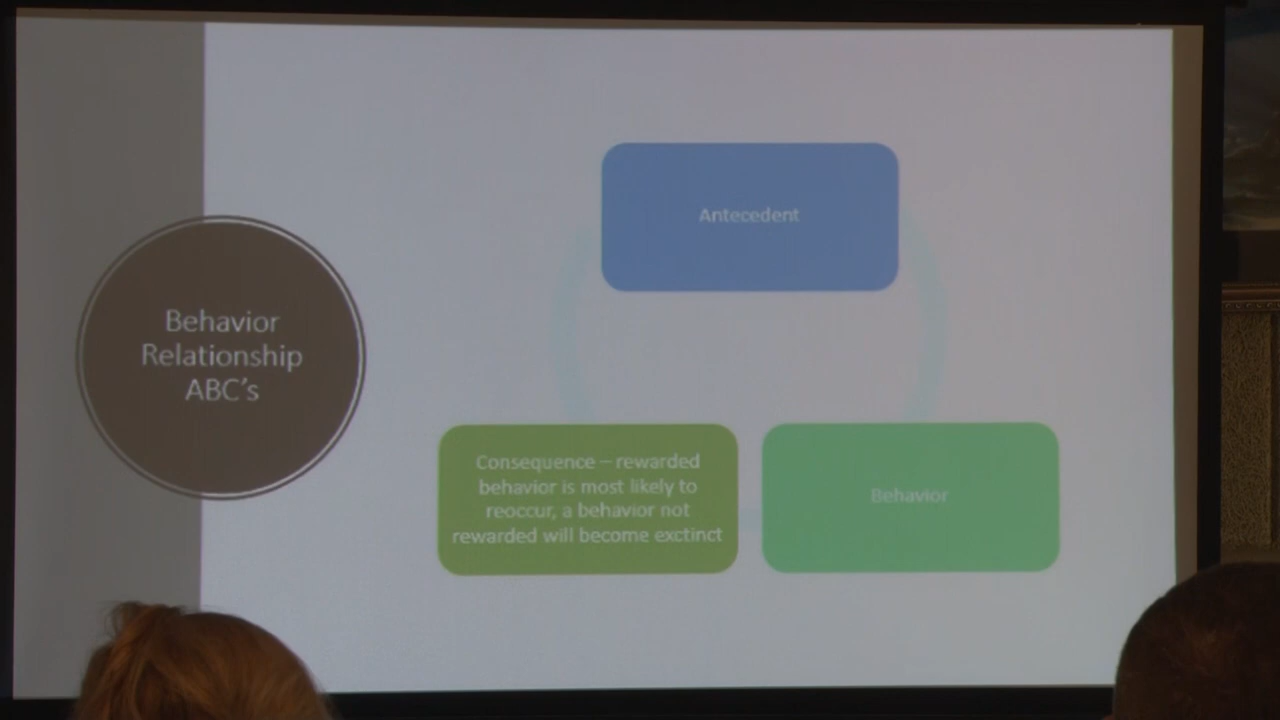 Behavior
Relationship
ABC's
Antecedent
Consequence – rewarded
behavior is most likely to
reoccur, a behavior not
rewarded will become exctinct
Behavior